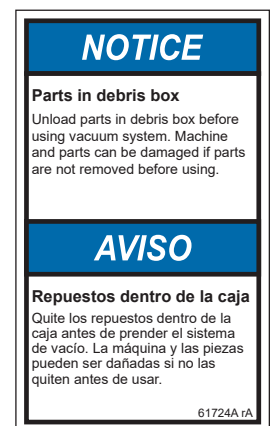 NOTICE
Parts in debris box
Unload parts in debris box before
using vacuum system. Machine
and parts can be damaged if parts
are not removed before using.
AVISO
Repuestos dentro de la caja
Quite los repuestos dentro de la
caja antes de prender el sistema
de vacío. La máquina y las piezas
pueden ser dañadas si no las
quiten antes de usar.
61724A rA